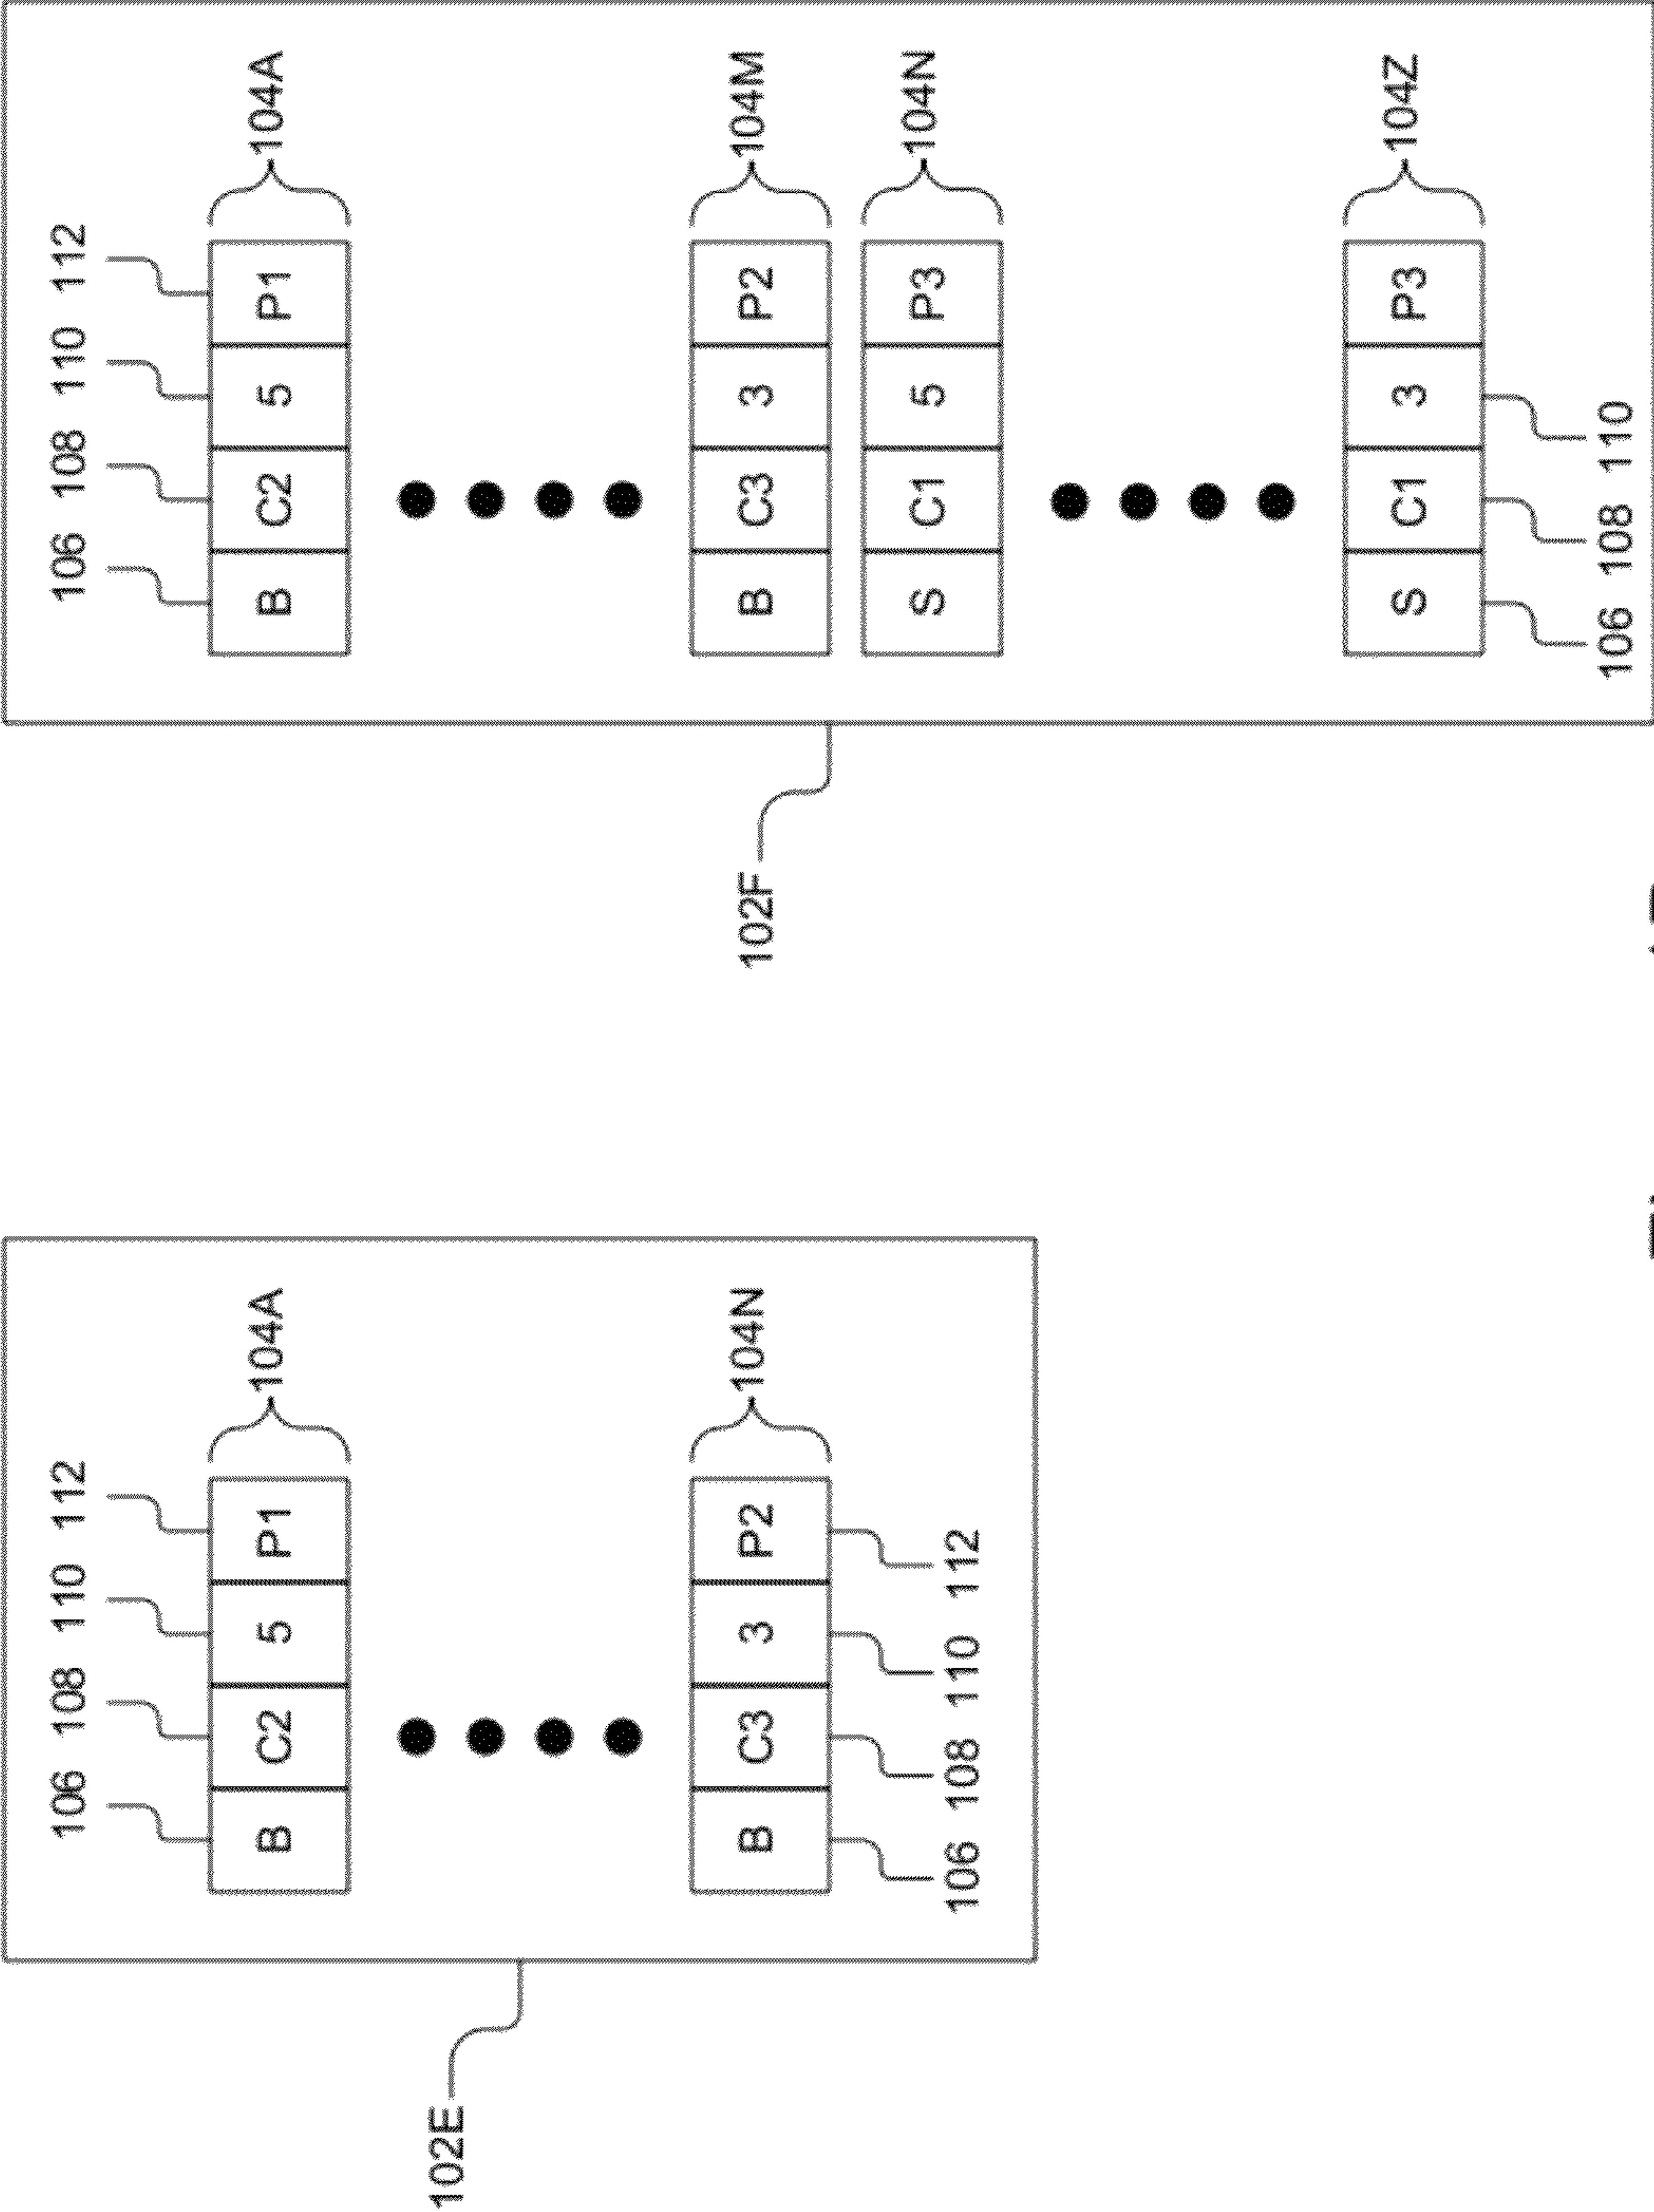 106 108 110 112
B C2 5 P1 104A
102E
B C3 3 P2 104N
106 108 110 112
106 108 110 112
B C2 5 P1 104A
102F
B C3 3 P2 104M
S C1 5 P3 104N
S C1 3 P3 104Z
106 108 110